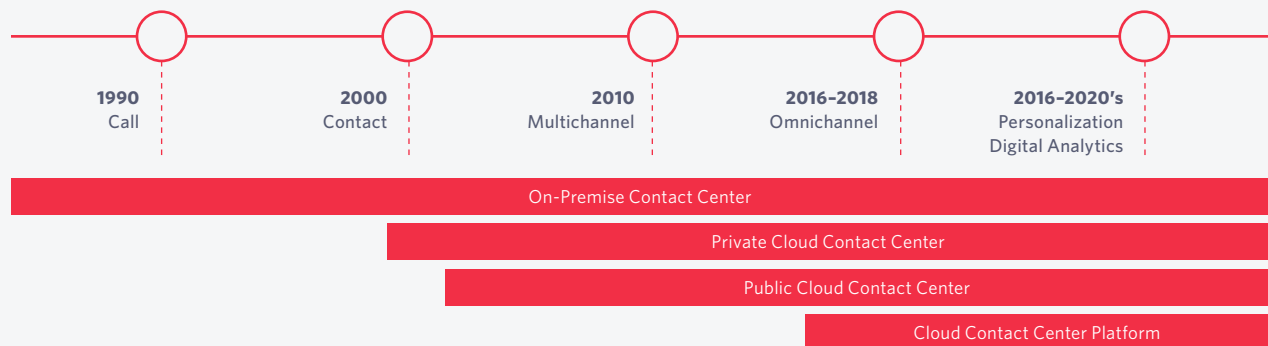 1990
Call
2000
Contact
2010
Multichannel
2016–2018
Omnichannel
2016–2020's
Personalization
Digital Analytics
On-Premise Contact Center
Private Cloud Contact Center
Public Cloud Contact Center
Cloud Contact Center Platform